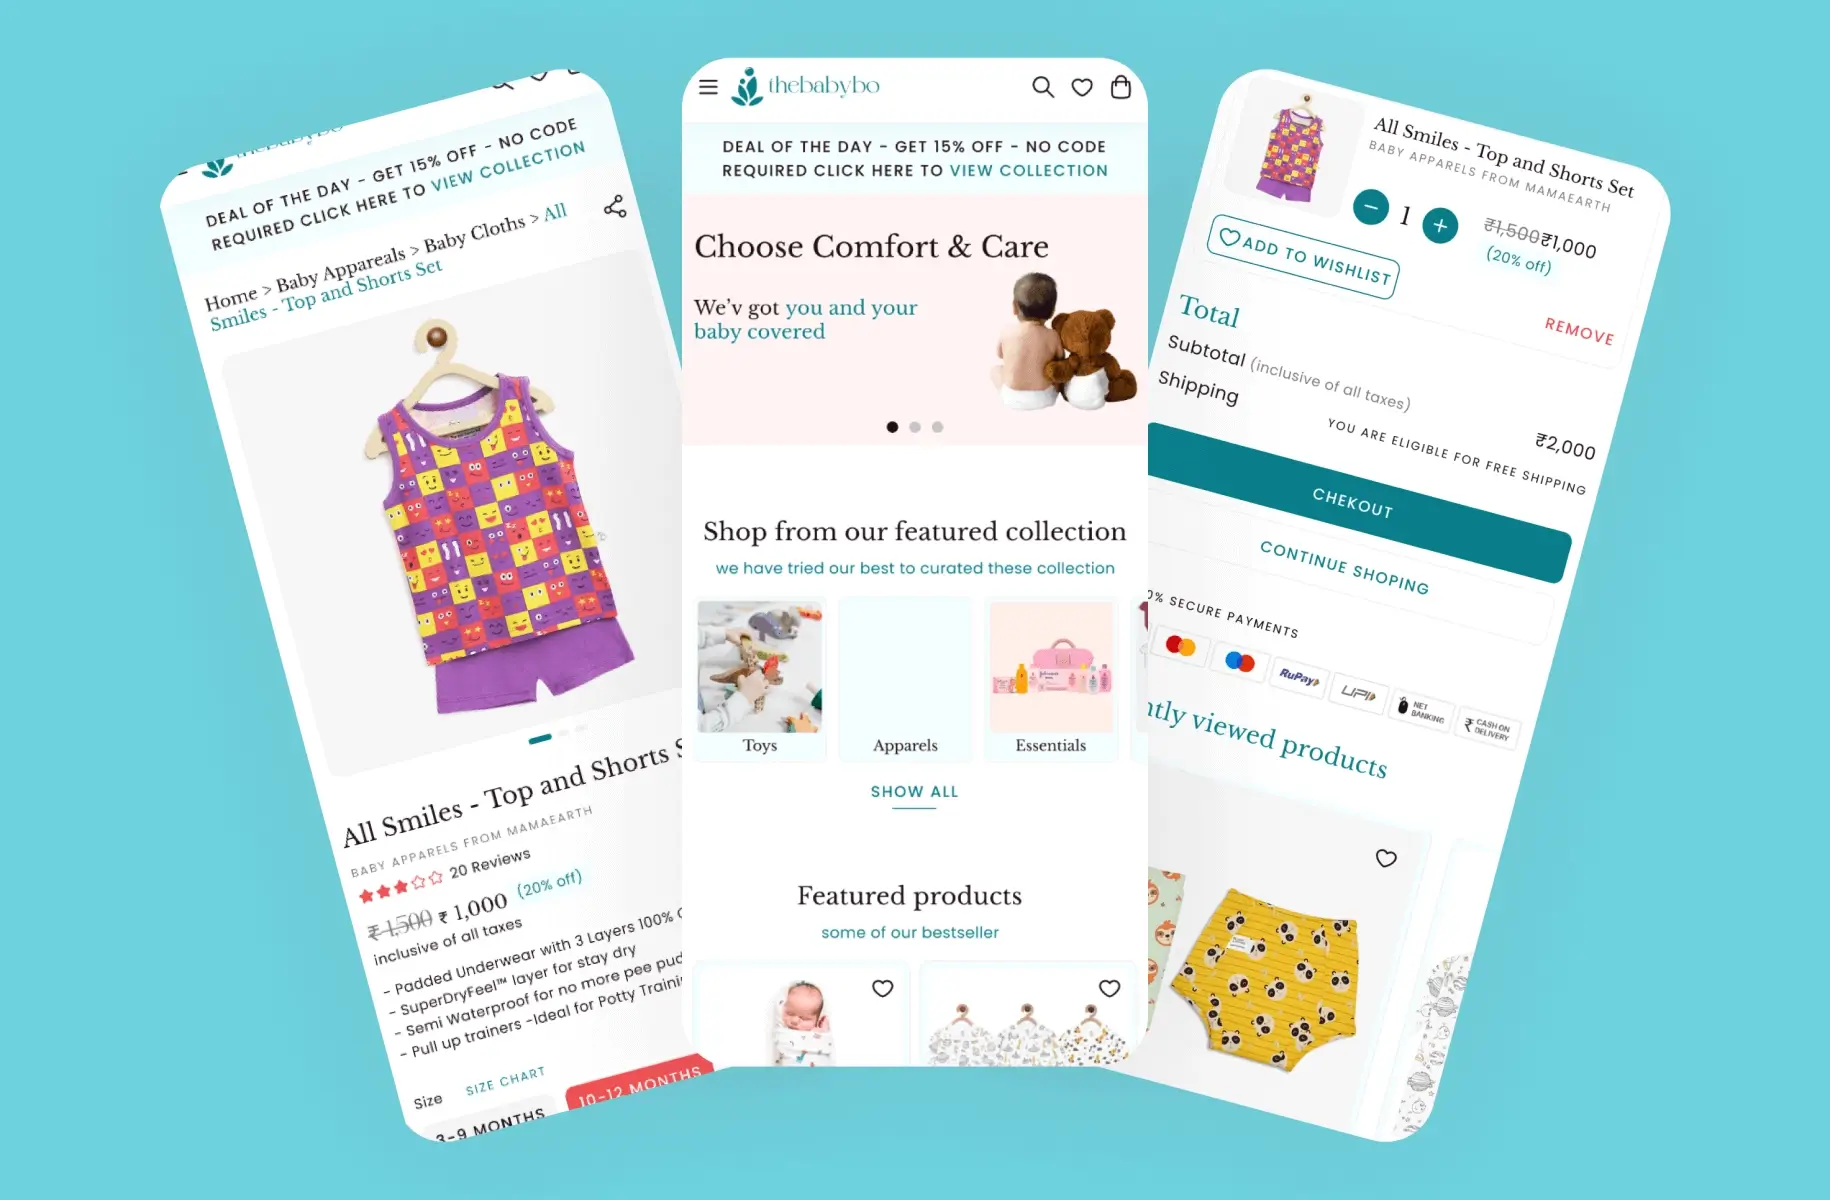 thebabybo
DEAL OF THE DAY - GET 15% OFF - NO CODE
REQUIRED CLICK HERE TO VIEW COLLECTION
Home > Baby Appareals > Baby Cloths > All
Smiles - Top and Shorts Set
All Smiles - Top and Shorts S
BABY APPARELS FROM MAMAEARTH
20 Reviews
₹ 1,500 ₹ 1,000 (20% off)
inclusive of all taxes
- Padded Underwear with 3 Layers 100%
- SuperDryFeel™ layer for stay dry
- Semi Waterproof for no more pee pud
- Pull up trainers -Ideal for Potty Traini
Size SIZE CHART
3-9 MONTHS
10-12 MONTHS
thebabybo
DEAL OF THE DAY - GET 15% OFF - NO CODE
REQUIRED CLICK HERE TO VIEW COLLECTION
Choose Comfort & Care
We'v got you and your
baby covered
Shop from our featured collection
we have tried our best to curated these collection
Toys
Apparels
Essentials
SHOW ALL
Featured products
some of our bestseller
All Smiles - Top and Shorts Set
BABY APPARELS FROM MAMAEARTH
1
₹1,500₹1,000
(20% off)
ADD TO WISHLIST
REMOVE
Total
Subtotal (inclusive of all taxes)
₹2,000
Shipping
YOU ARE ELIGIBLE FOR FREE SHIPPING
CHEKOUT
CONTINUE SHOPING
0% SECURE PAYMENTS
RuPay
UPI
NET
BANKING
₹ CASH ON
DELIVERY
ntly viewed products